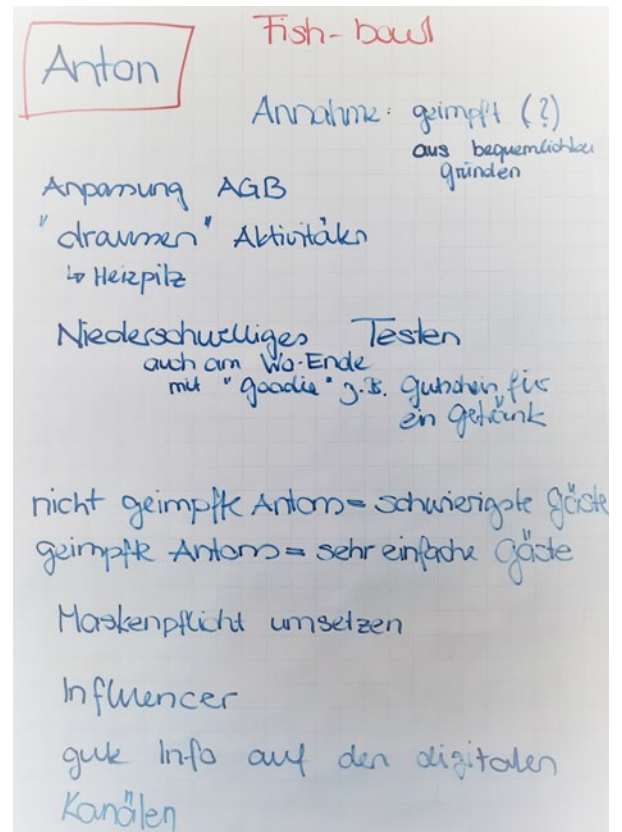 Fish-bowl
Anton
Annahme: geimpft (?)
aus bequemlichen
gründen
Anpassung AGB
"draussen" Aktivitäten
↳ Heizpilz
Niederschwelliges Testen
auch am Wo-Ende
mit "goodie" z.B. Gutschein für
ein Getränk
nicht geimpfte Antons = schwierigste Gäste
geimpfte Antons = sehr einfache Gäste
Maskenpflicht umsetzen
Influencer
gute Info auf den digitalen
Kanälen